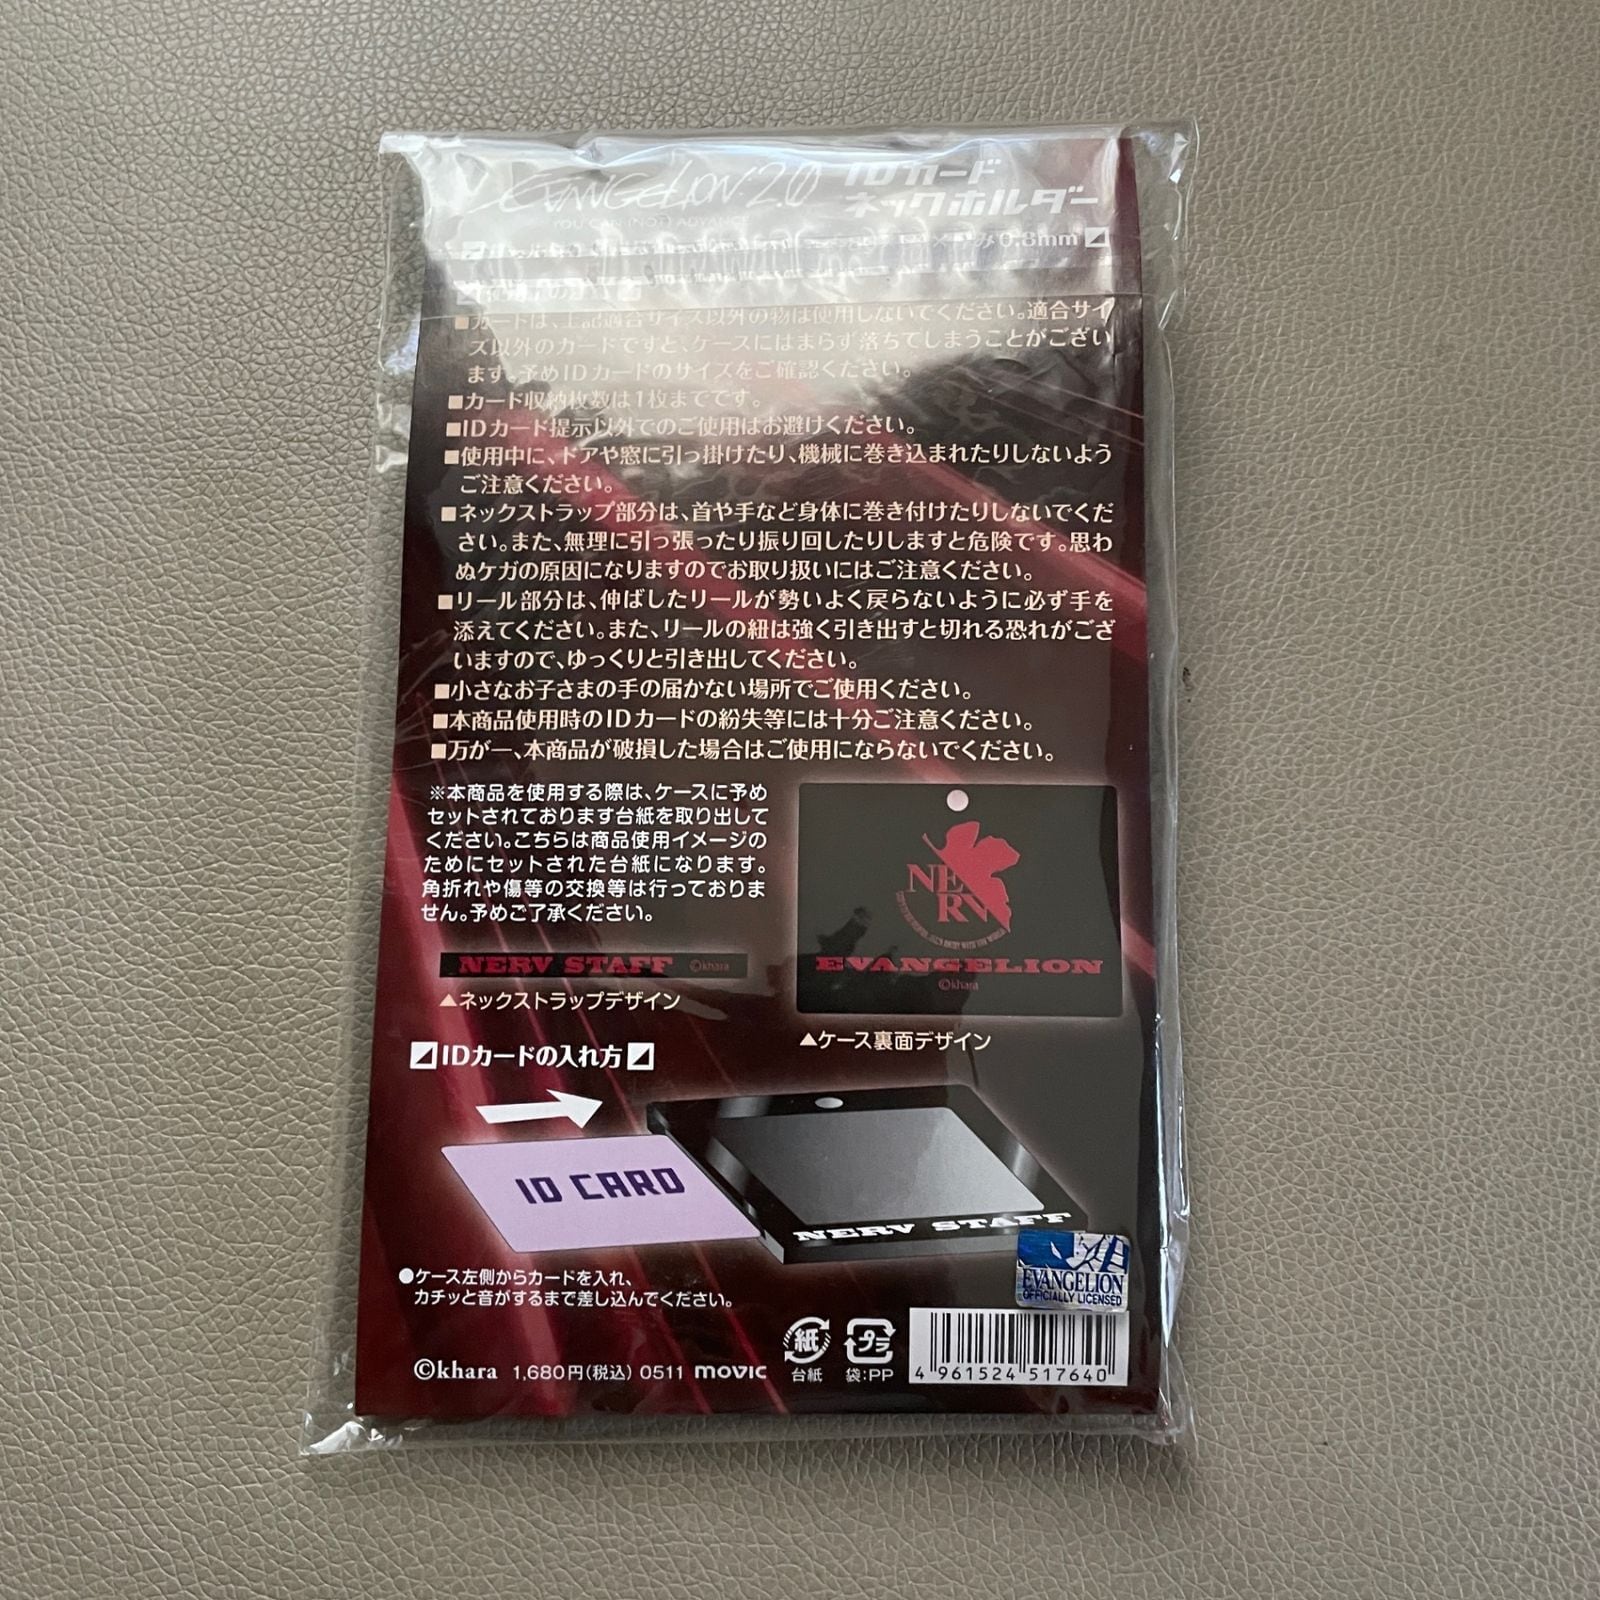 EVANGELION:2.0
YOU CAN (NOT) ADVANCE.
IDカード
ネックホルダー
0.8mm
■カードは、上記適合サイズ以外の物は使用しないでください。適合サイ
ズ以外のカードですと、ケースにはまらず落ちてしまうことがござい
ます。予めIDカードのサイズをご確認ください。
■カード収納枚数は1枚までです。
■IDカード提示以外でのご使用はお避けください。
■使用中に、ドアや窓に引っ掛けたり、機械に巻き込まれたりしないよう
ご注意ください。
■ネックストラップ部分は、首や手など身体に巻き付けたりしないでくだ
さい。また、無理に引っ張ったり振り回したりしますと危険です。思わ
ぬケガの原因になりますのでお取り扱いにはご注意ください。
■リール部分は、伸ばしたリールが勢いよく戻らないように必ず手を
添えてください。また、リールの紐は強く引き出すと切れる恐れがござ
いますので、ゆっくりと引き出してください。
■小さなお子さまの手の届かない場所でご使用ください。
■本商品使用時のIDカードの紛失等には十分ご注意ください。
■万が一、本商品が破損した場合はご使用にならないでください。
※本商品を使用する際は、ケースに予め
セットされております台紙を取り出して
ください。こちらは商品使用イメージの
ためにセットされた台紙になります。
角折れや傷等の交換等は行っておりま
せん。予めご了承ください。
NERV STAFF ©khara
▲ネックストラップデザイン
NERV
EVANGELION
©khara
▲ケース裏面デザイン
IDカードの入れ方
ID CARD
NERV STAFF
●ケース左側からカードを入れ、
カチッと音がするまで差し込んでください。
EVANGELION
OFFICIALLY LICENSED
©khara 1,680円(税込) 0511 movic
紙
台紙
プラ
袋:PP
4 961524 517640